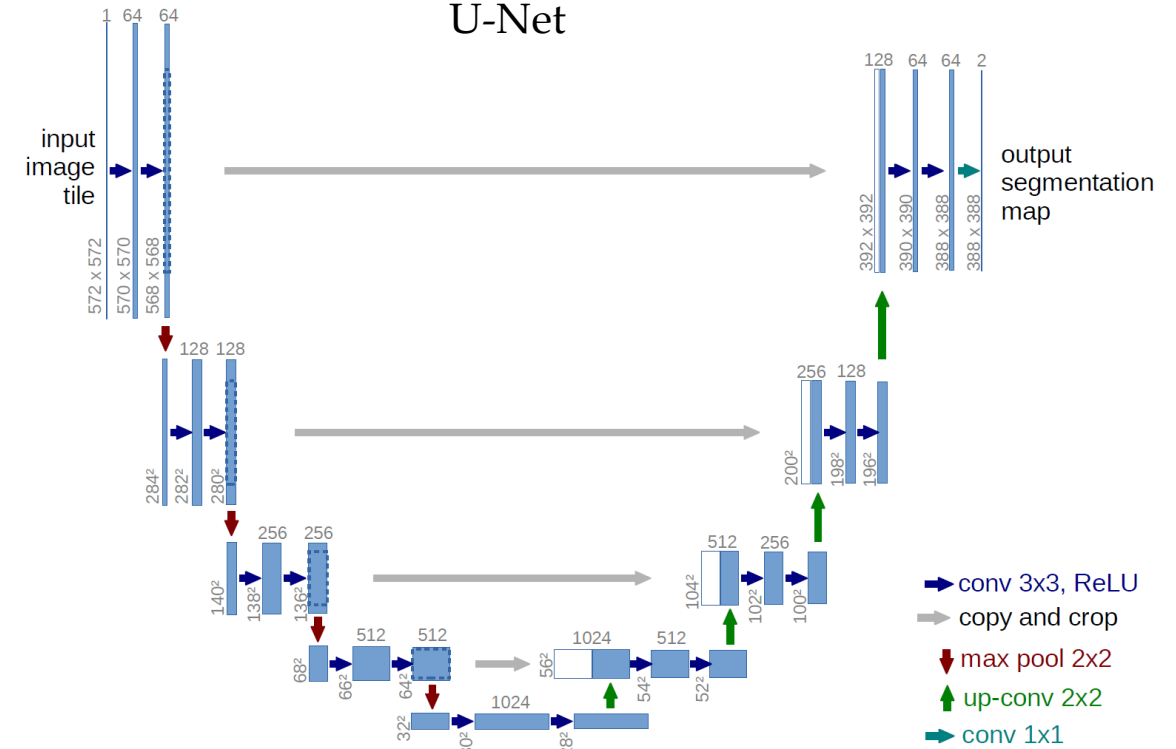 U-Net
1 64 64
input
image
tile
572 x 572
570 x 570
568 x 568
128 64 64 2
output
segmentation
map
392 x 392
390 x 390
388 x 388
388 x 388
128 128
284²
282²
280²
256 128
200²
198²
196²
256 256
140²
138²
136²
512 256
104²
102²
100²
512 512
68²
66²
64²
1024 512
56²
54²
52²
1024
32²
conv 3x3, ReLU
copy and crop
max pool 2x2
up-conv 2x2
conv 1x1